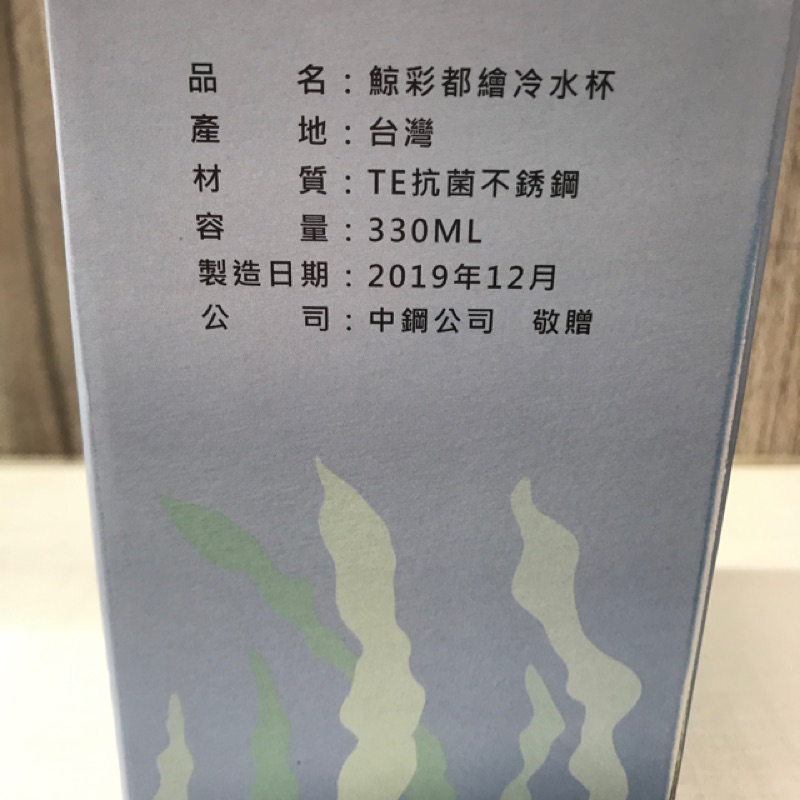 品名：鯨彩都繪冷水杯
產地：台灣
材質：TE抗菌不銹鋼
容量：330ML
製造日期：2019年12月
公司：中鋼公司 敬贈